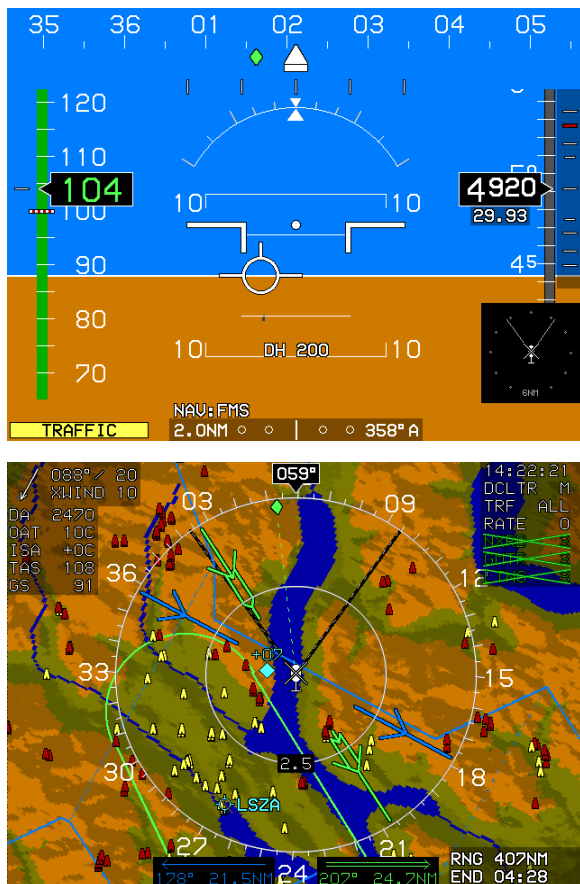 35 36 01 02 03 04 05
120
110
104
100
90
80
70
10 10
10 10
DH 200
4920
29.93
45
6NM
NAV:FMS
TRAFFIC
2.0NM 358°A
088°/ 20
XWIND 10
DA 2470
OAT 10C
ISA +0C
TAS 108
GS 91
059°
14:22:21
DCLTR M
TRF ALL
RATE 0
03
09
36
12
33
15
30
18
27
24
21
+07
2.5
LSZA
178° 21.5NM
207° 24.7NM
RNG 407NM
END 04:28